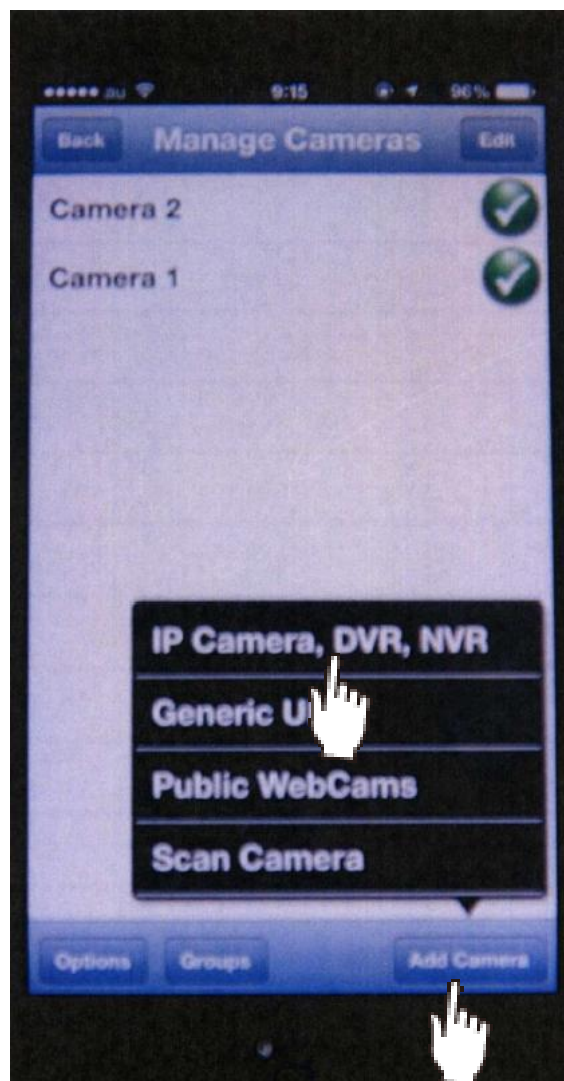 au 9:15 96%
Back Manage Cameras Edit
Camera 2
Camera 1
IP Camera, DVR, NVR
Generic U
Public WebCams
Scan Camera
Options Groups Add Camera